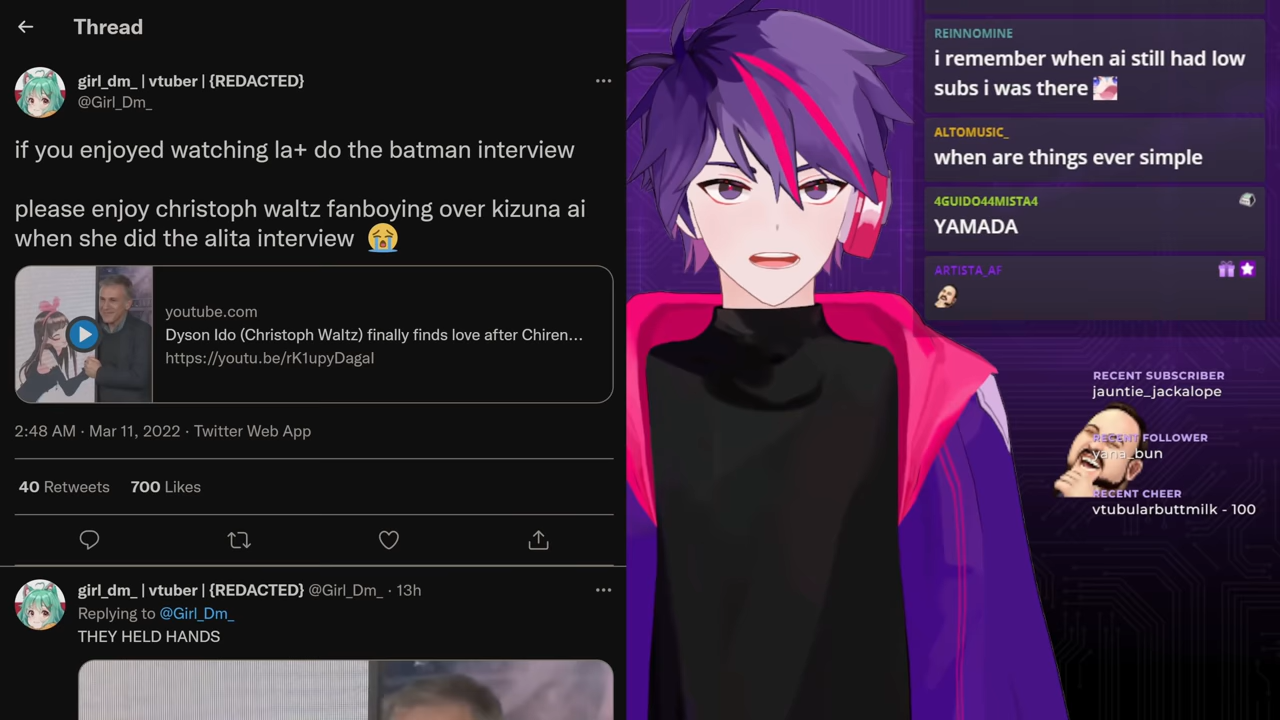 Thread
girl_dm_ | vtuber | {REDACTED}
@Girl_Dm_
if you enjoyed watching la+ do the batman interview
please enjoy christoph waltz fanboying over kizuna ai
when she did the alita interview 😭
youtube.com
Dyson Ido (Christoph Waltz) finally finds love after Chiren...
https://youtu.be/rK1upyDagaI
2:48 AM · Mar 11, 2022 · Twitter Web App
40 Retweets 700 Likes
girl_dm_ | vtuber | {REDACTED} @Girl_Dm_ · 13h
Replying to @Girl_Dm_
THEY HELD HANDS
REINNOMINE
i remember when ai still had low
subs i was there
ALTOMUSIC_
when are things ever simple
4GUIDO44MISTA4
YAMADA
ARTISTA_AF
RECENT SUBSCRIBER
jauntie_jackalope
RECENT FOLLOWER
yana_bun
RECENT CHEER
vtubularbuttmilk - 100